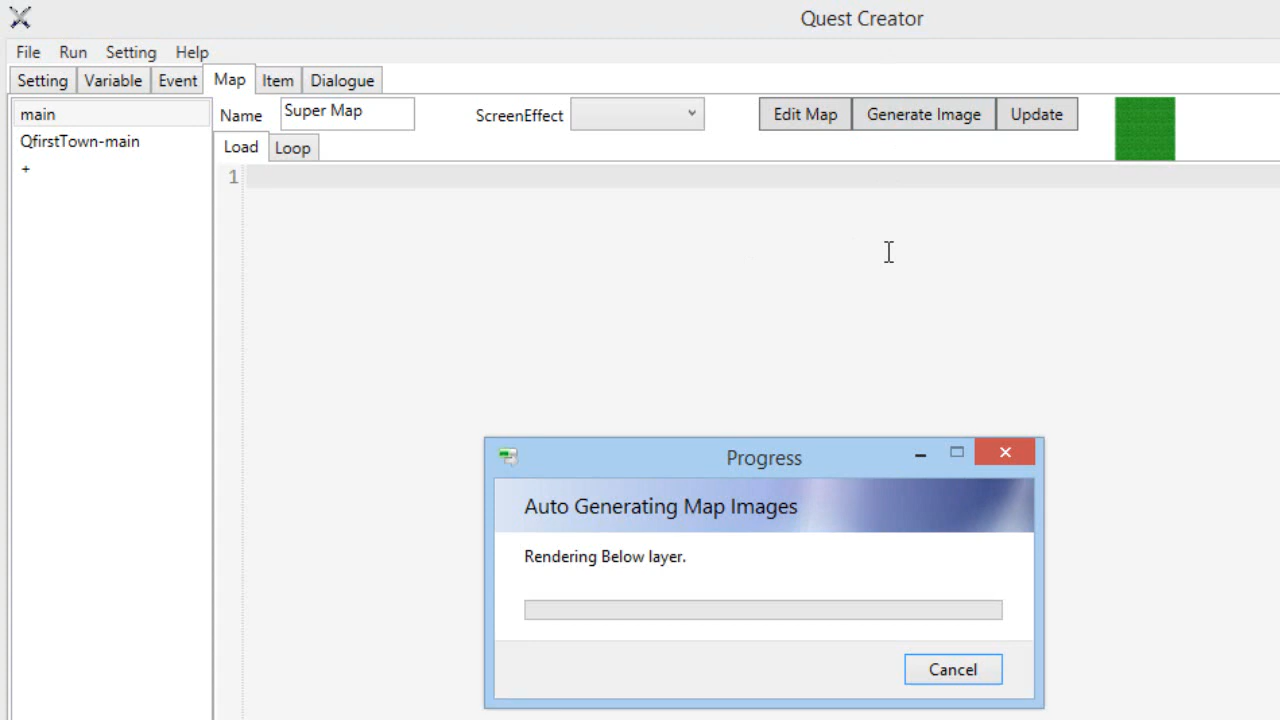 Quest Creator
File Run Setting Help
Setting Variable Event Map Item Dialogue
main
QfirstTown-main
+
Name Super Map ScreenEffect Edit Map Generate Image Update
Load Loop
1
Progress
Auto Generating Map Images
Rendering Below layer.
Cancel